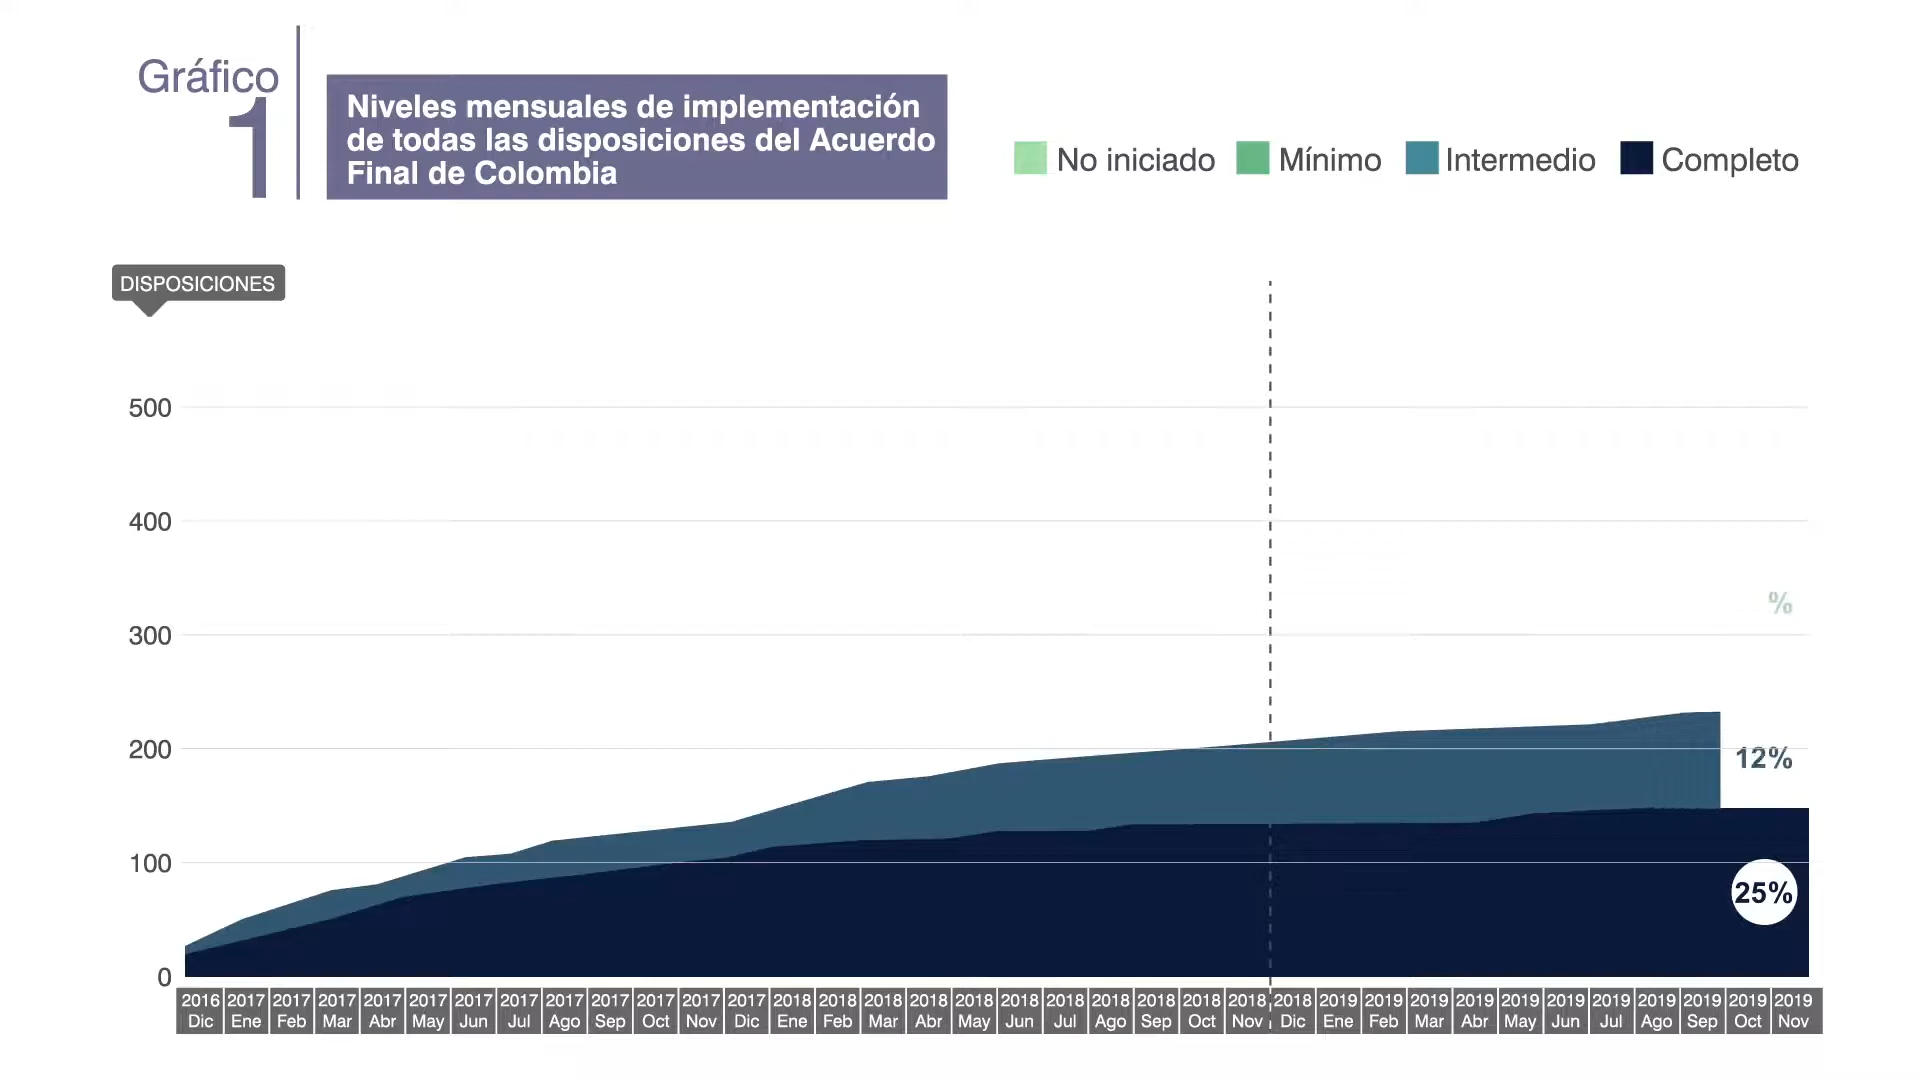 Gráfico
1
Niveles mensuales de implementación
de todas las disposiciones del Acuerdo
Final de Colombia
No iniciado
Mínimo
Intermedio
Completo
DISPOSICIONES
500
400
%
300
200
12%
100
25%
0
2016 2017 2017 2017 2017 2017 2017 2017 2017 2017 2017 2017 2017 2018 2018 2018 2018 2018 2018 2018 2018 2018 2018 2018 2018 2019 2019 2019 2019 2019 2019 2019 2019 2019 2019 2019
Dic Ene Feb Mar Abr May Jun Jul Ago Sep Oct Nov Dic Ene Feb Mar Abr May Jun Jul Ago Sep Oct Nov Dic Ene Feb Mar Abr May Jun Jul Ago Sep Oct Nov